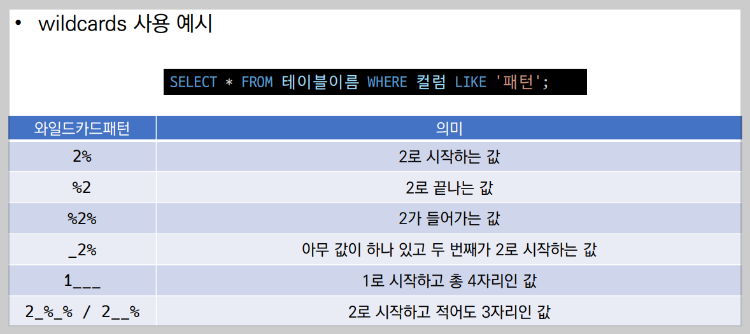 • wildcards 사용 예시
SELECT * FROM 테이블이름 WHERE 컬럼 LIKE '패턴';
와일드카드패턴 의미
2% 2로 시작하는 값
%2 2로 끝나는 값
%2% 2가 들어가는 값
_2% 아무 값이 하나 있고 두 번째가 2로 시작하는 값
1___ 1로 시작하고 총 4자리인 값
2_%_% / 2__% 2로 시작하고 적어도 3자리인 값